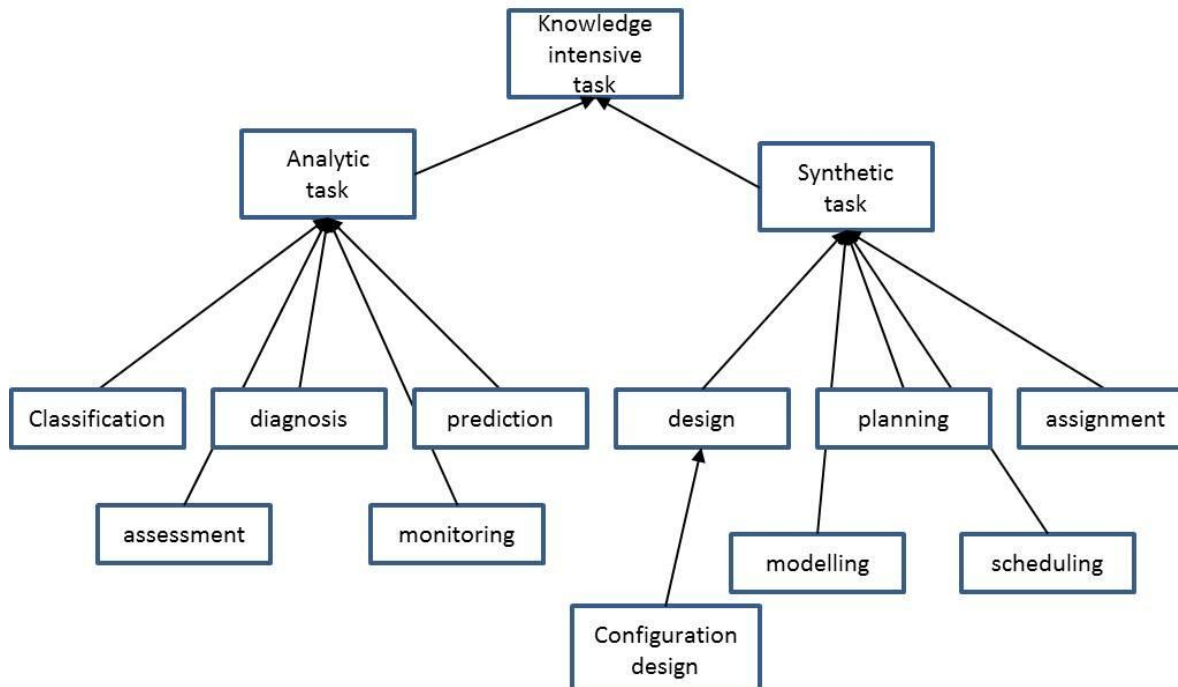 Knowledge
intensive
task
Analytic
task
Synthetic
task
Classification
diagnosis
prediction
design
planning
assignment
assessment
monitoring
modelling
scheduling
Configuration
design